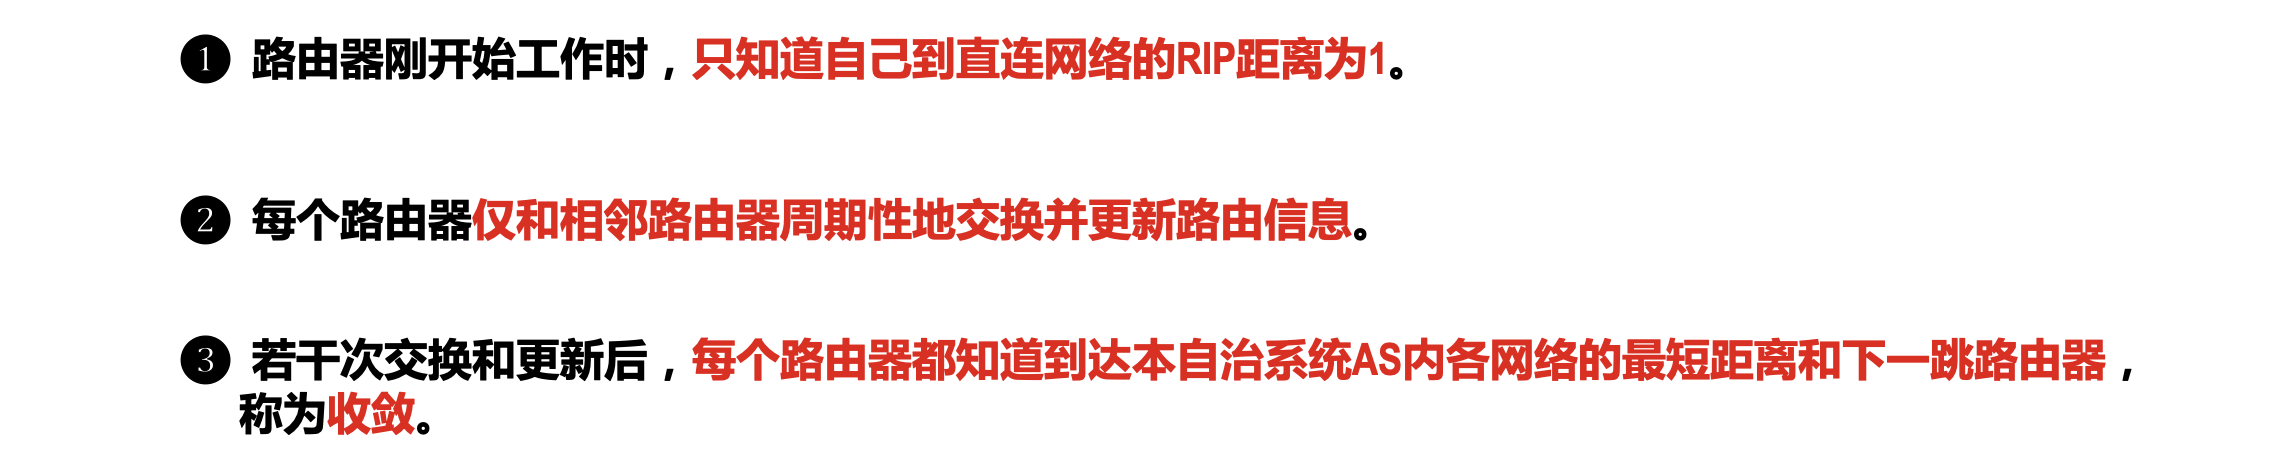 ❶ 路由器刚开始工作时，只知道自己到直连网络的RIP距离为1。
❷ 每个路由器仅和相邻路由器周期性地交换并更新路由信息。
❸ 若干次交换和更新后，每个路由器都知道到达本自治系统AS内各网络的最短距离和下一跳路由器，
称为收敛。